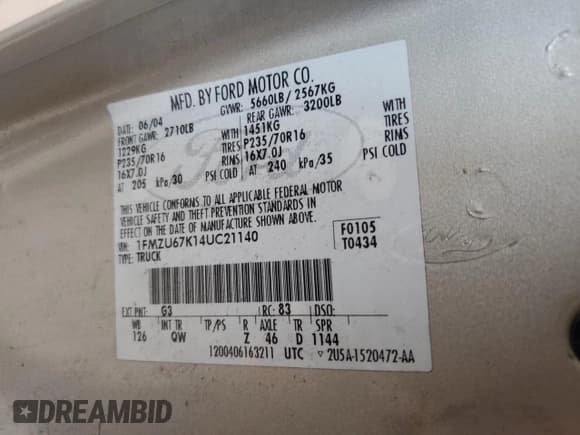 MFD. BY FORD MOTOR CO.
DATE: 06/04 GVWR: 5660LB/ 2567KG
FRONT GAWR: 2710LB REAR GAWR: 3200LB
1229KG WITH 1451KG WITH
P235/70R16 TIRES P235/70R16 TIRES
16X7.0J RIMS 16X7.0J RIMS
AT 205 kPa/30 PSI COLD AT 240 kPa/35 PSI COLD
THIS VEHICLE CONFORMS TO ALL APPLICABLE FEDERAL MOTOR
VEHICLE SAFETY AND THEFT PREVENTION STANDARDS IN
EFFECT ON THE DATE OF MANUFACTURE SHOWN ABOVE.
VIN: 1FMZU67K14UC21140 F0105
TYPE: TRUCK T0434
EXT PNT: G3 RC: 83 DSO:
WB INT TR TP/PS R AXLE TR SPR
126 QW Z 46 D 1144
1200406163211 UTC ▽ 2U5A-1520472-AA
Ford
DREAMBID